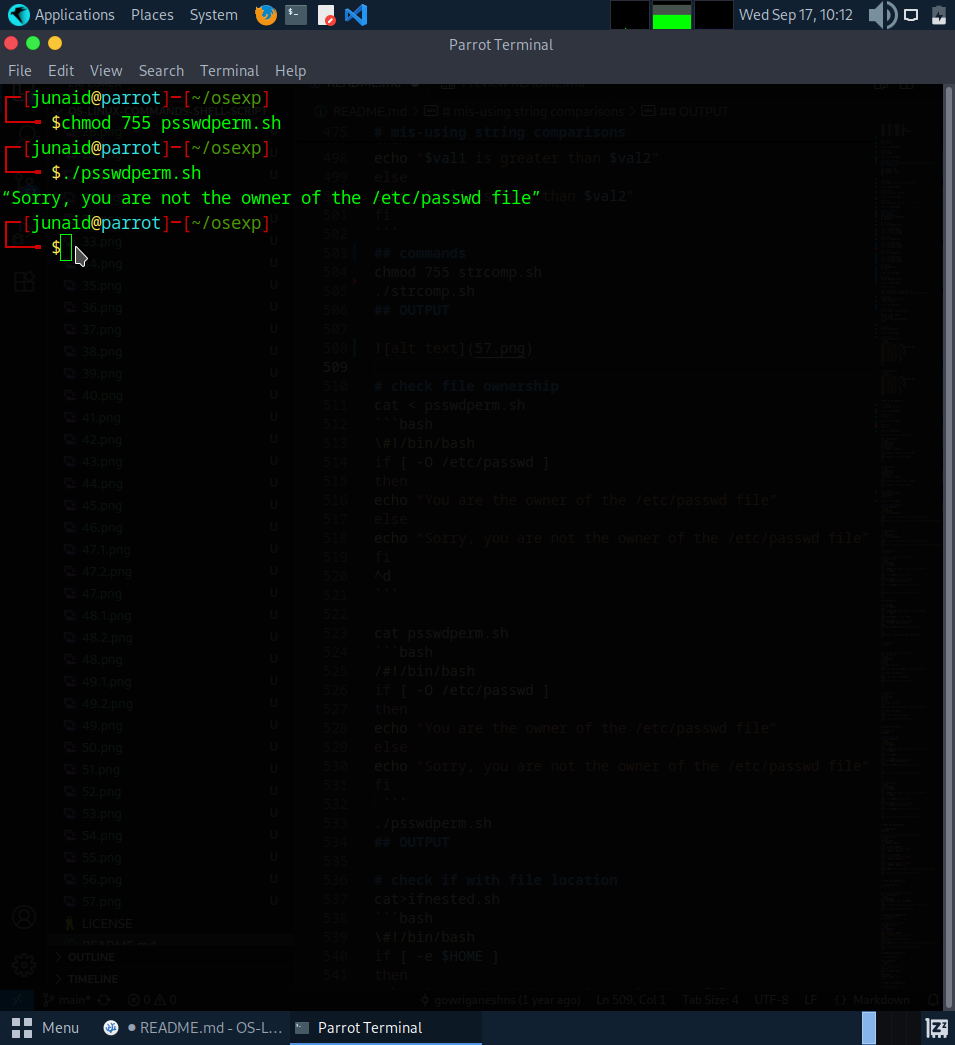 Applications Places System
Wed Sep 17, 10:12
Parrot Terminal
File Edit View Search Terminal Help
┌─[junaid@parrot]─[~/osexp]
└──╼ $chmod 755 psswdperm.sh
┌─[junaid@parrot]─[~/osexp]
└──╼ $./psswdperm.sh
“Sorry, you are not the owner of the /etc/passwd file”
┌─[junaid@parrot]─[~/osexp]
└──╼ $
README.md > # mis-using string comparisons > ## OUTPUT
475 # mis-using string comparisons
498 echo "$val1 is greater than $val2"
499 else
than $val2"
501 fi
502 ```
503 ## commands
504 chmod 755 strcomp.sh
505 ./strcomp.sh
506 ## OUTPUT
507
508 ![alt text](57.png)
509
510 # check file ownership
511 cat < psswdperm.sh
512 ```bash
513 \#!/bin/bash
514 if [ -O /etc/passwd ]
515 then
516 echo "You are the owner of the /etc/passwd file"
517 else
518 echo "Sorry, you are not the owner of the /etc/passwd file"
519 fi
520 ^d
521 ```
522
523 cat psswdperm.sh
524 ```bash
525 /#!/bin/bash
526 if [ -O /etc/passwd ]
527 then
528 echo "You are the owner of the /etc/passwd file"
529 else
530 echo "Sorry, you are not the owner of the /etc/passwd file"
531 fi
532 ```
533 ./psswdperm.sh
534 ## OUTPUT
535
536 # check if with file location
537 cat>ifnested.sh
538 ```bash
539 \#!/bin/bash
540 if [ -e $HOME ]
541 then
33.png U
34.png U
35.png U
36.png U
37.png U
38.png U
39.png U
40.png U
41.png U
42.png U
43.png U
44.png U
45.png U
46.png U
47.1.png U
47.2.png U
47.png U
48.1.png U
48.2.png U
48.png U
49.1.png U
49.2.png U
49.png U
50.png U
51.png U
52.png U
53.png U
54.png U
55.png U
56.png U
57.png U
LICENSE
README.md
OUTLINE
TIMELINE
main* 0 0 gowriganeshns (1 year ago) Ln 509, Col 1 Tab Size: 4 UTF-8 LF {} Markdown
Menu ● README.md - OS-L... Parrot Terminal